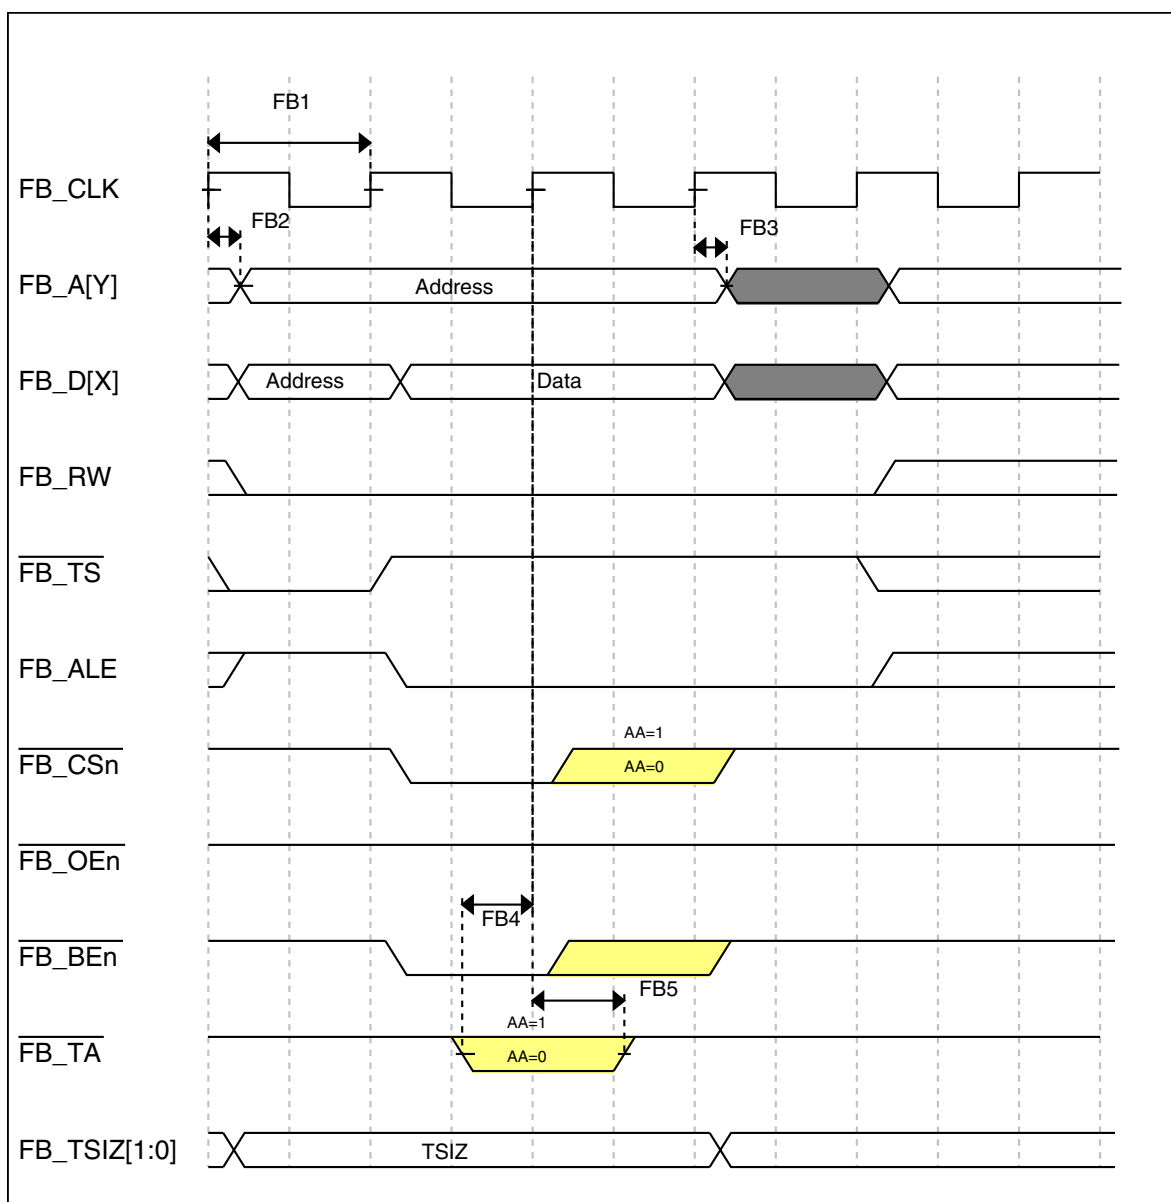 FB1
FB_CLK
FB2
FB3
FB_A[Y]
Address
FB_D[X]
Address
Data
FB_RW
FB_TS
FB_ALE
AA=1
FB_CSn
AA=0
FB_OEn
FB4
FB_BEn
FB5
AA=1
FB_TA
AA=0
FB_TSIZ[1:0]
TSIZ